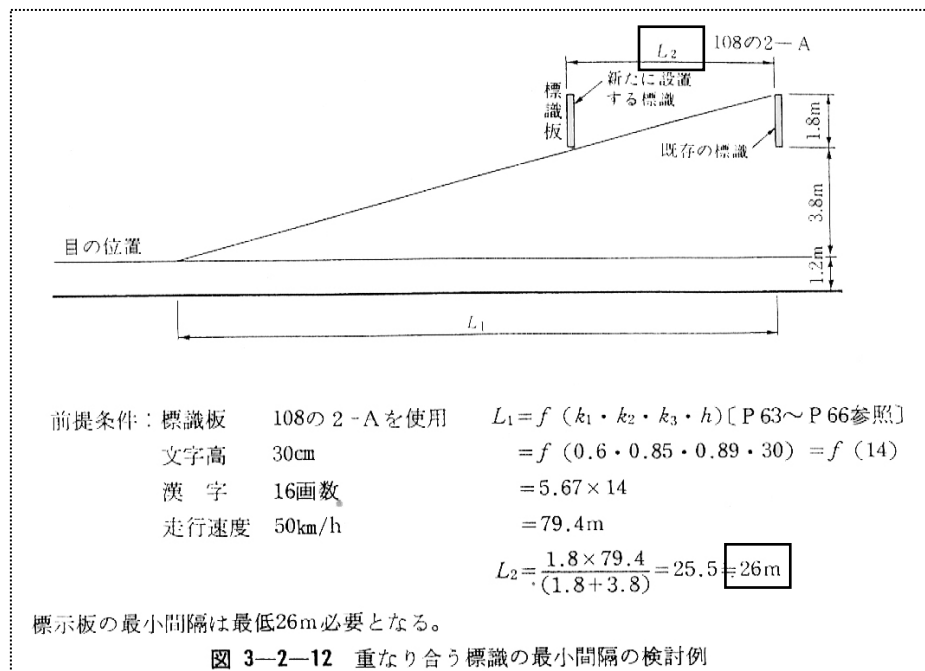 L₂
108の2－A
標識板
新たに設置
する標識
既存の標識
1.8m
3.8m
1.2m
目の位置
L₁
前提条件：標識板　108の2-Aを使用
文字高　30㎝
漢　字　16画数
走行速度　50㎞/h
L₁＝f (k₁・k₂・k₃・h)〔P 63～P 66参照〕
＝f (0.6・0.85・0.89・30) ＝f (14)
＝5.67×14
＝79.4m
L₂＝1.8×79.4/(1.8＋3.8)＝25.5≒26m
標示板の最小間隔は最低26m必要となる。
図 3―2―12　重なり合う標識の最小間隔の検討例